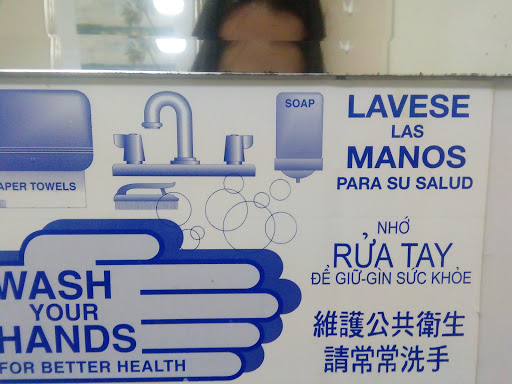 APER TOWELS
SOAP
LAVESE
LAS
MANOS
PARA SU SALUD
NHỚ
RỬA TAY
ĐỂ GIỮ-GÌN SỨC KHỎE
WASH
YOUR
HANDS
FOR BETTER HEALTH
維護公共衛生
請常常洗手